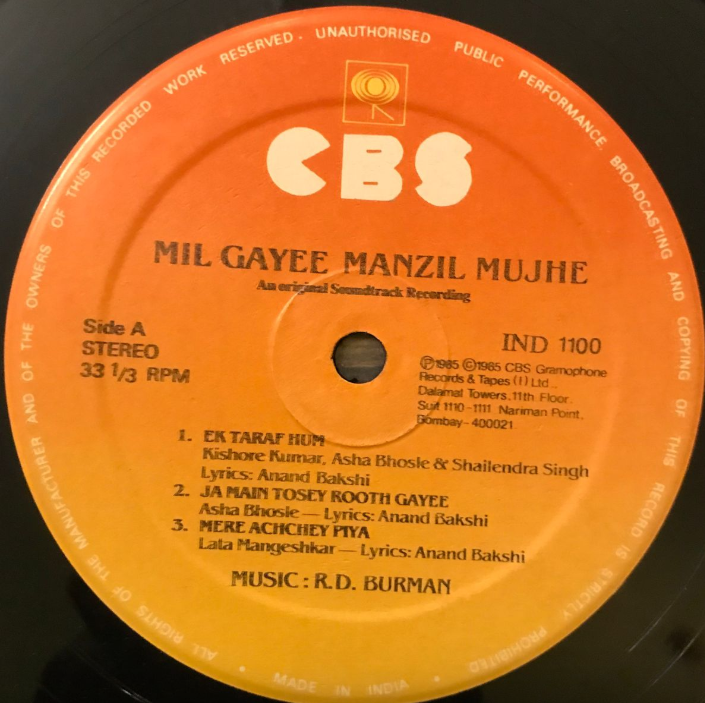 ALL RIGHTS OF THE MANUFACTURER AND OF THE OWNERS OF THIS RECORDED WORK RESERVED. UNAUTHORISED PUBLIC PERFORMANCE. BROADCASTING AND COPYING OF THIS RECORD IS STRICTLY PROHIBITED
CBS
MIL GAYEE MANZIL MUJHE
An original Soundtrack Recording
Side A
STEREO
33 1/3 RPM
IND 1100
Ⓟ1985 ©1985 CBS Gramophone
Records & Tapes (I) Ltd.,
Dalamal Towers. 11th Floor.
Suit 1110-1111 Nariman Point.
Bombay-400021
1. EK TARAF HUM
Kishore Kumar, Asha Bhosle & Shailendra Singh
Lyrics: Anand Bakshi
2. JA MAIN TOSEY ROOTH GAYEE
Asha Bhosle — Lyrics: Anand Bakshi
3. MERE ACHCHEY PIYA
Lata Mangeshkar — Lyrics: Anand Bakshi
MUSIC : R.D. BURMAN
• MADE IN INDIA •